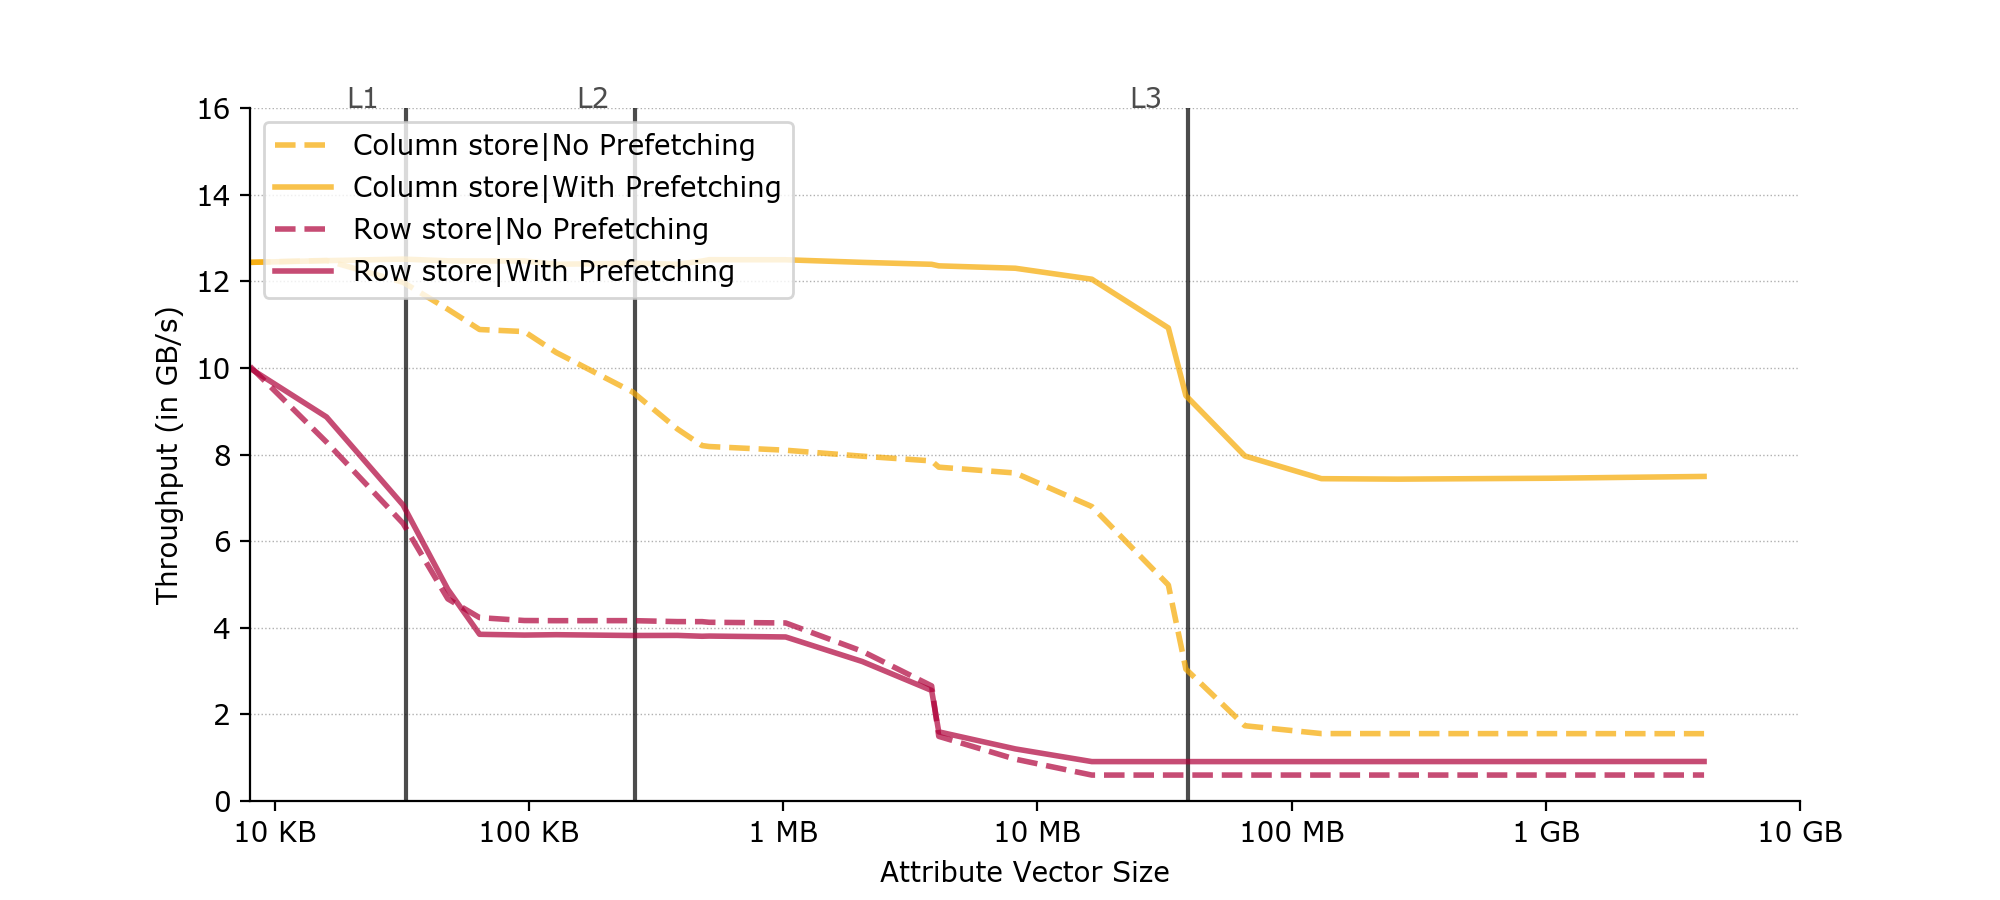 L1
L2
L3
16
14
12
10
8
6
4
2
0
Throughput (in GB/s)
Column store|No Prefetching
Column store|With Prefetching
Row store|No Prefetching
Row store|With Prefetching
10 KB
100 KB
1 MB
10 MB
100 MB
1 GB
10 GB
Attribute Vector Size